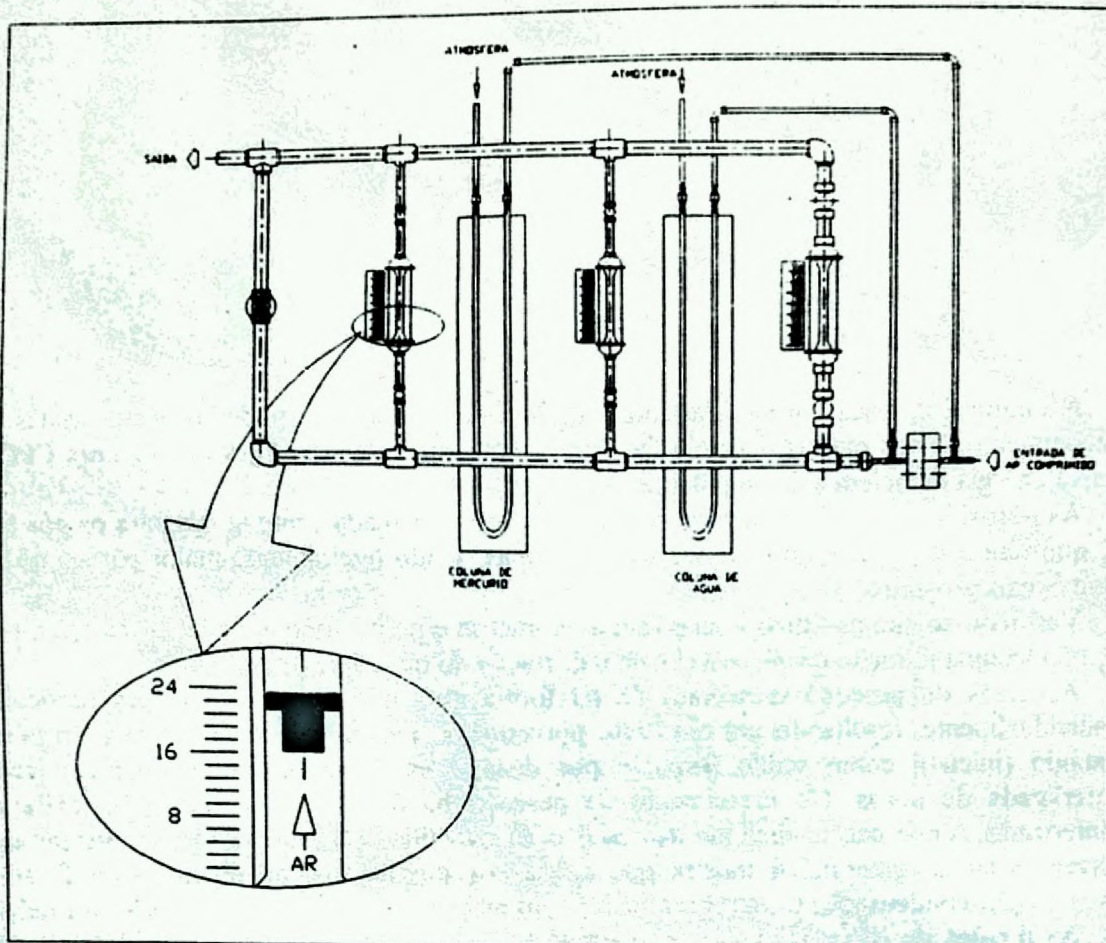 ATMOSFERA
ATMOSFERA
SAIDA
ENTRADA DE
AR COMPRIMIDO
COLUNA DE
MERCURIO
COLUNA DE
AGUA
24
16
8
AR